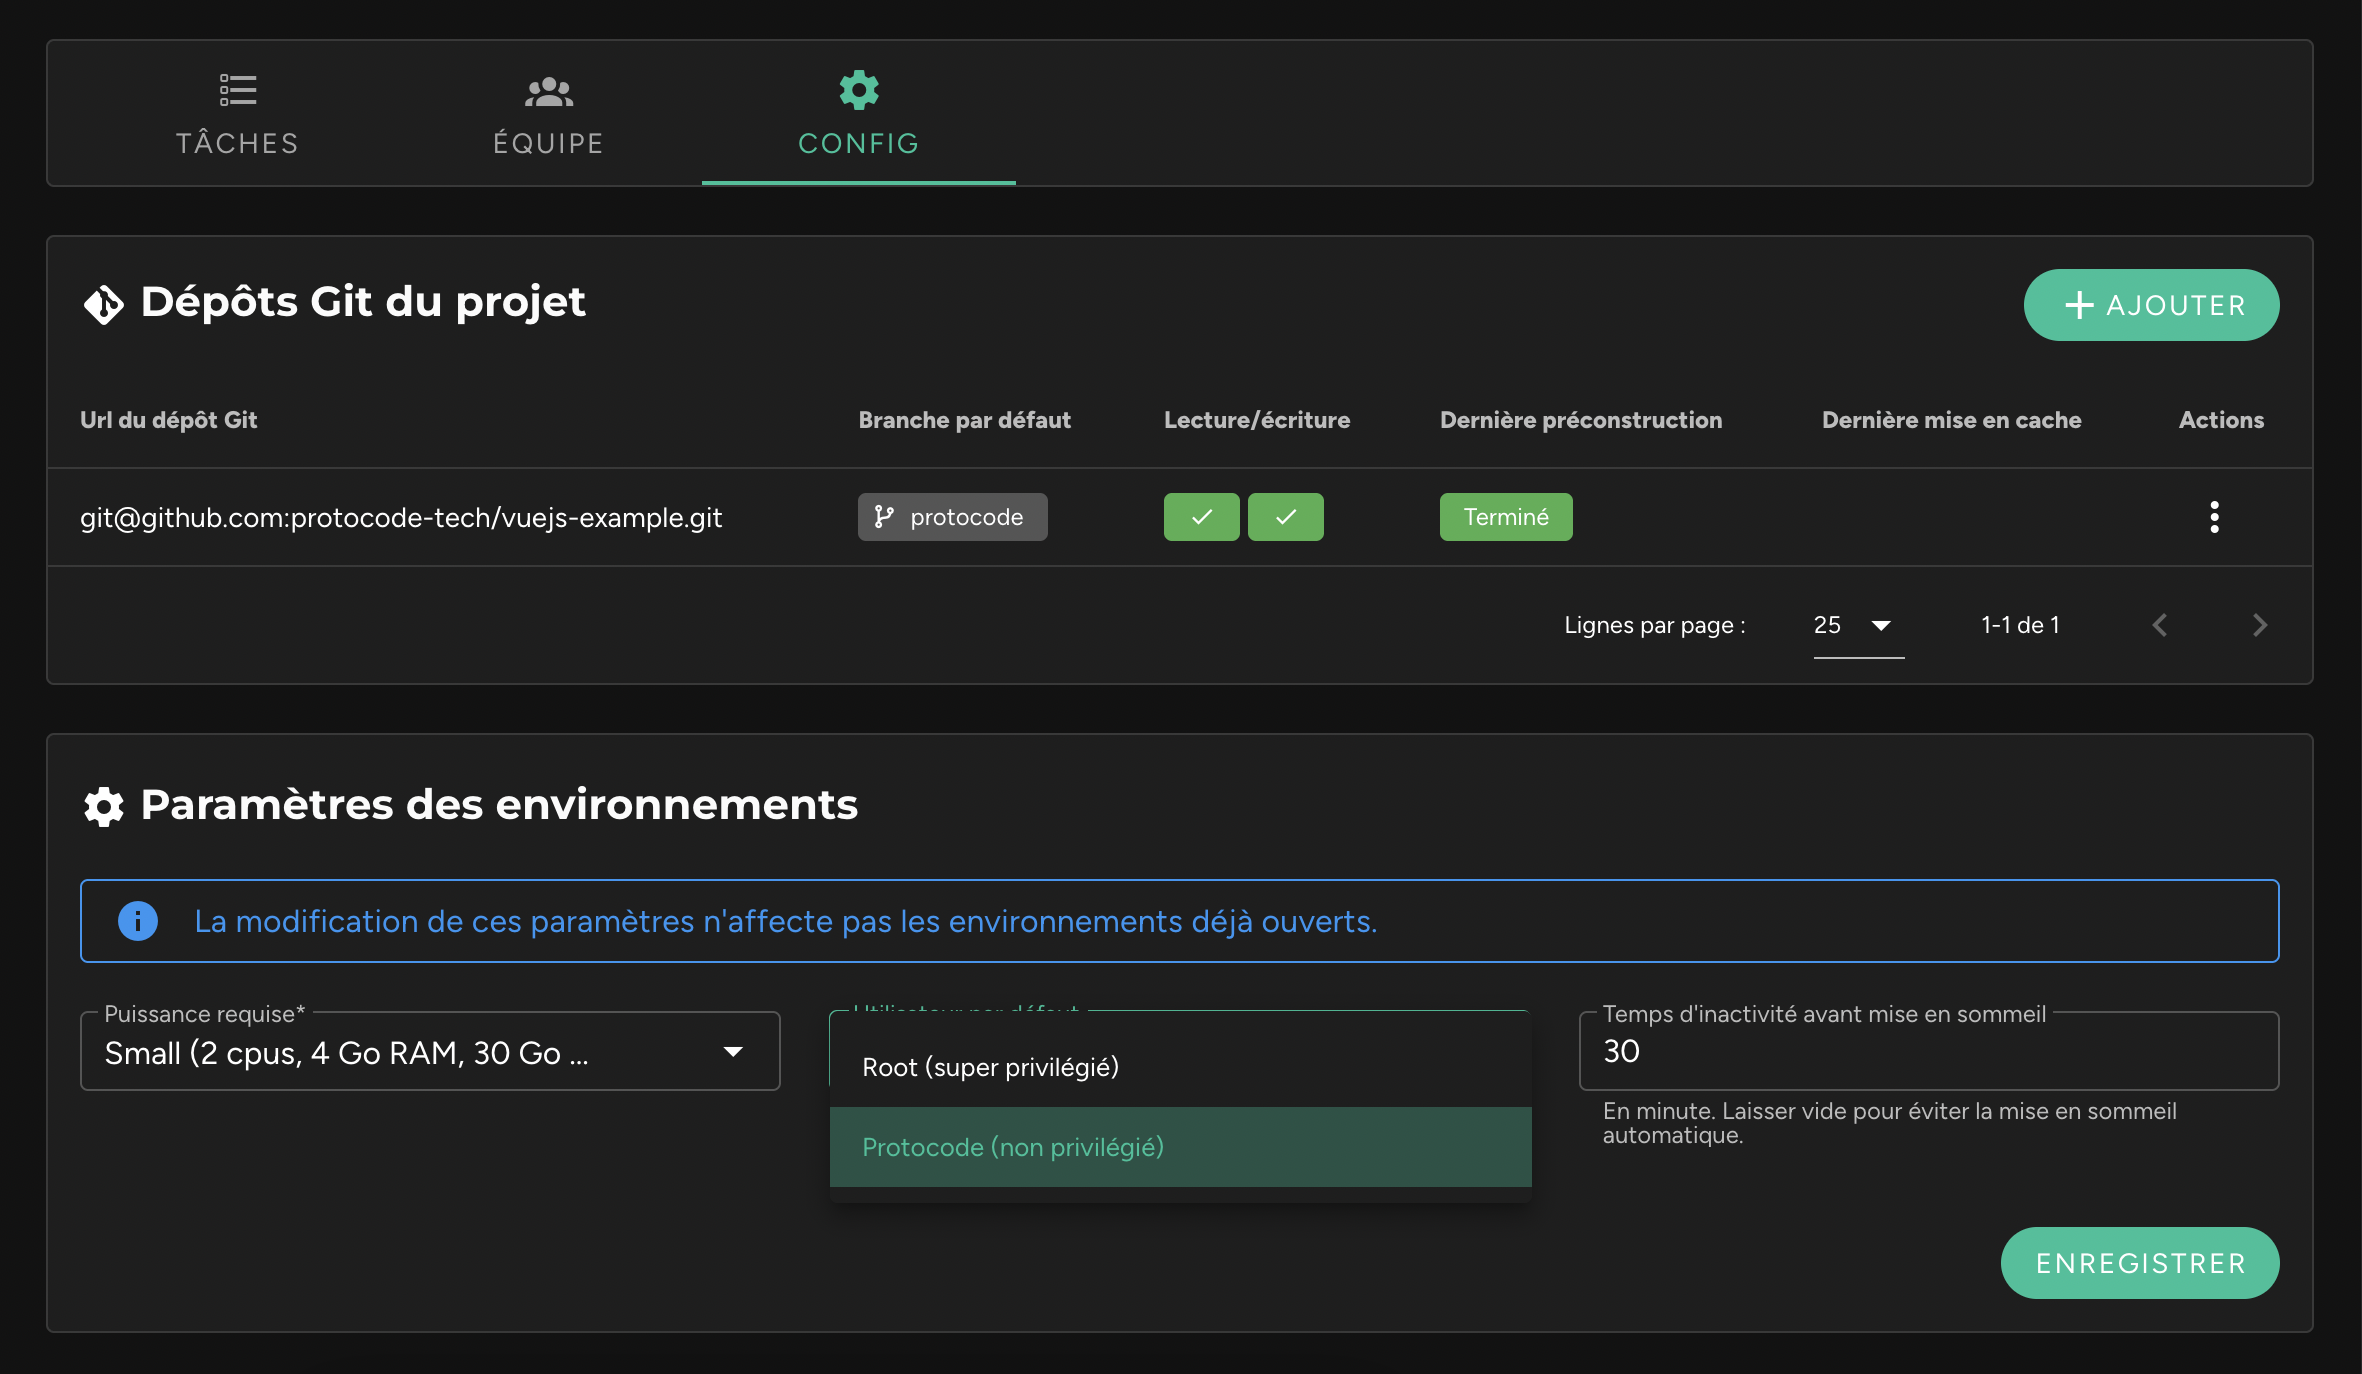 TÂCHES
ÉQUIPE
CONFIG
Dépôts Git du projet
AJOUTER
Url du dépôt Git
Branche par défaut
Lecture/écriture
Dernière préconstruction
Dernière mise en cache
Actions
git@github.com:protocode-tech/vuejs-example.git
protocode
Terminé
Lignes par page :
25
1-1 de 1
Paramètres des environnements
La modification de ces paramètres n'affecte pas les environnements déjà ouverts.
Puissance requise*
Small (2 cpus, 4 Go RAM, 30 Go ...
Utilisateur par défaut
Root (super privilégié)
Protocode (non privilégié)
Temps d'inactivité avant mise en sommeil
30
En minute. Laisser vide pour éviter la mise en sommeil
automatique.
ENREGISTRER